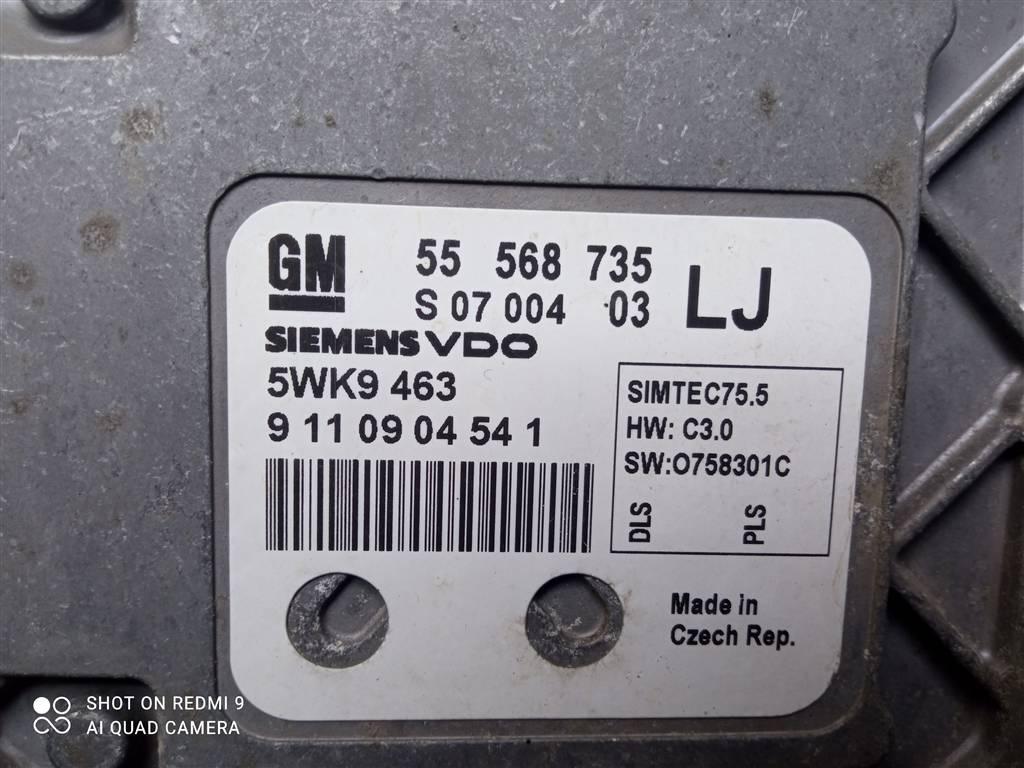 GM 55 568 735 LJ
S 07 004 03
SIEMENS VDO
5WK9 463
9 11 09 04 54 1
SIMTEC75.5
HW: C3.0
SW:O758301C
DLS PLS
Made in
Czech Rep.
SHOT ON REDMI 9
AI QUAD CAMERA